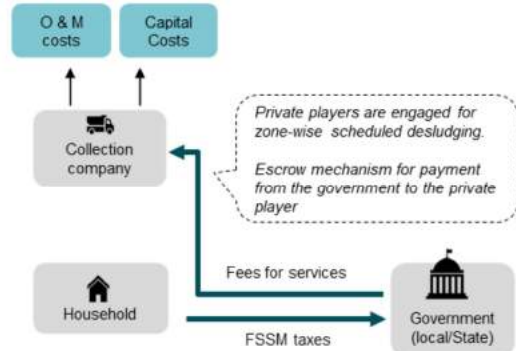 O & M
costs
Capital
Costs
Collection
company
Private players are engaged for
zone-wise scheduled desludging.
Escrow mechanism for payment
from the government to the private
player
Fees for services
Household
FSSM taxes
Government
(local/State)